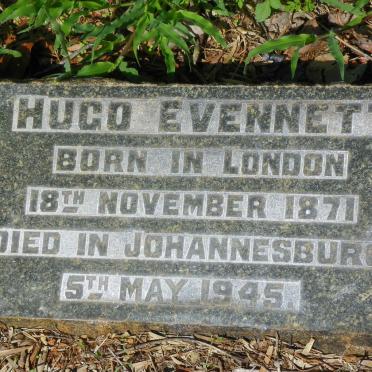 HUGO EVENNETT
BORN IN LONDON
18TH NOVEMBER 1871
DIED IN JOHANNESBURG
5TH MAY 1945